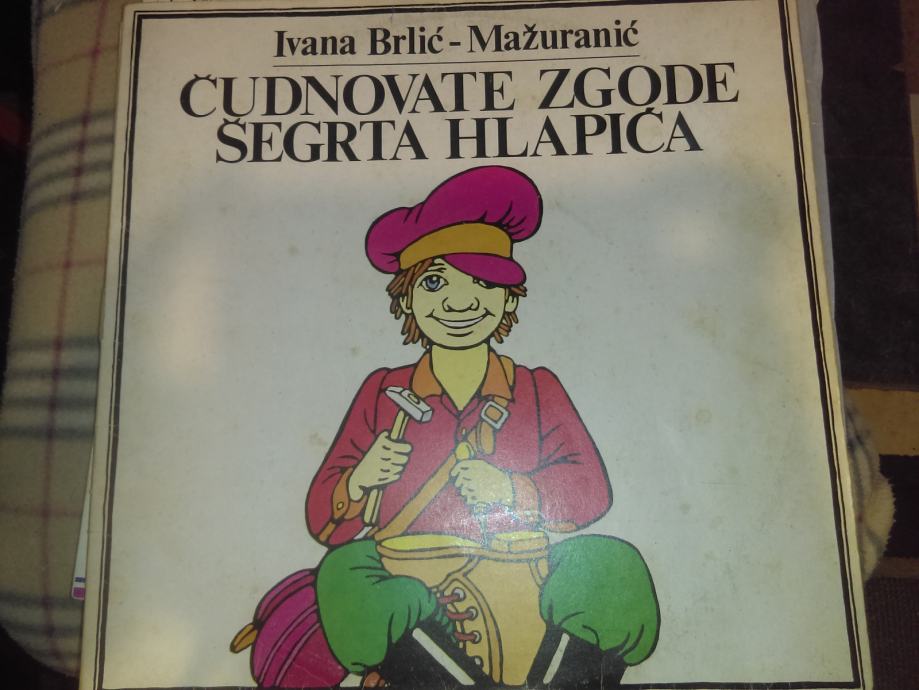 Ivana Brlić-Mažuranić
ČUDNOVATE ZGODE
ŠEGRTA HLAPIĆA